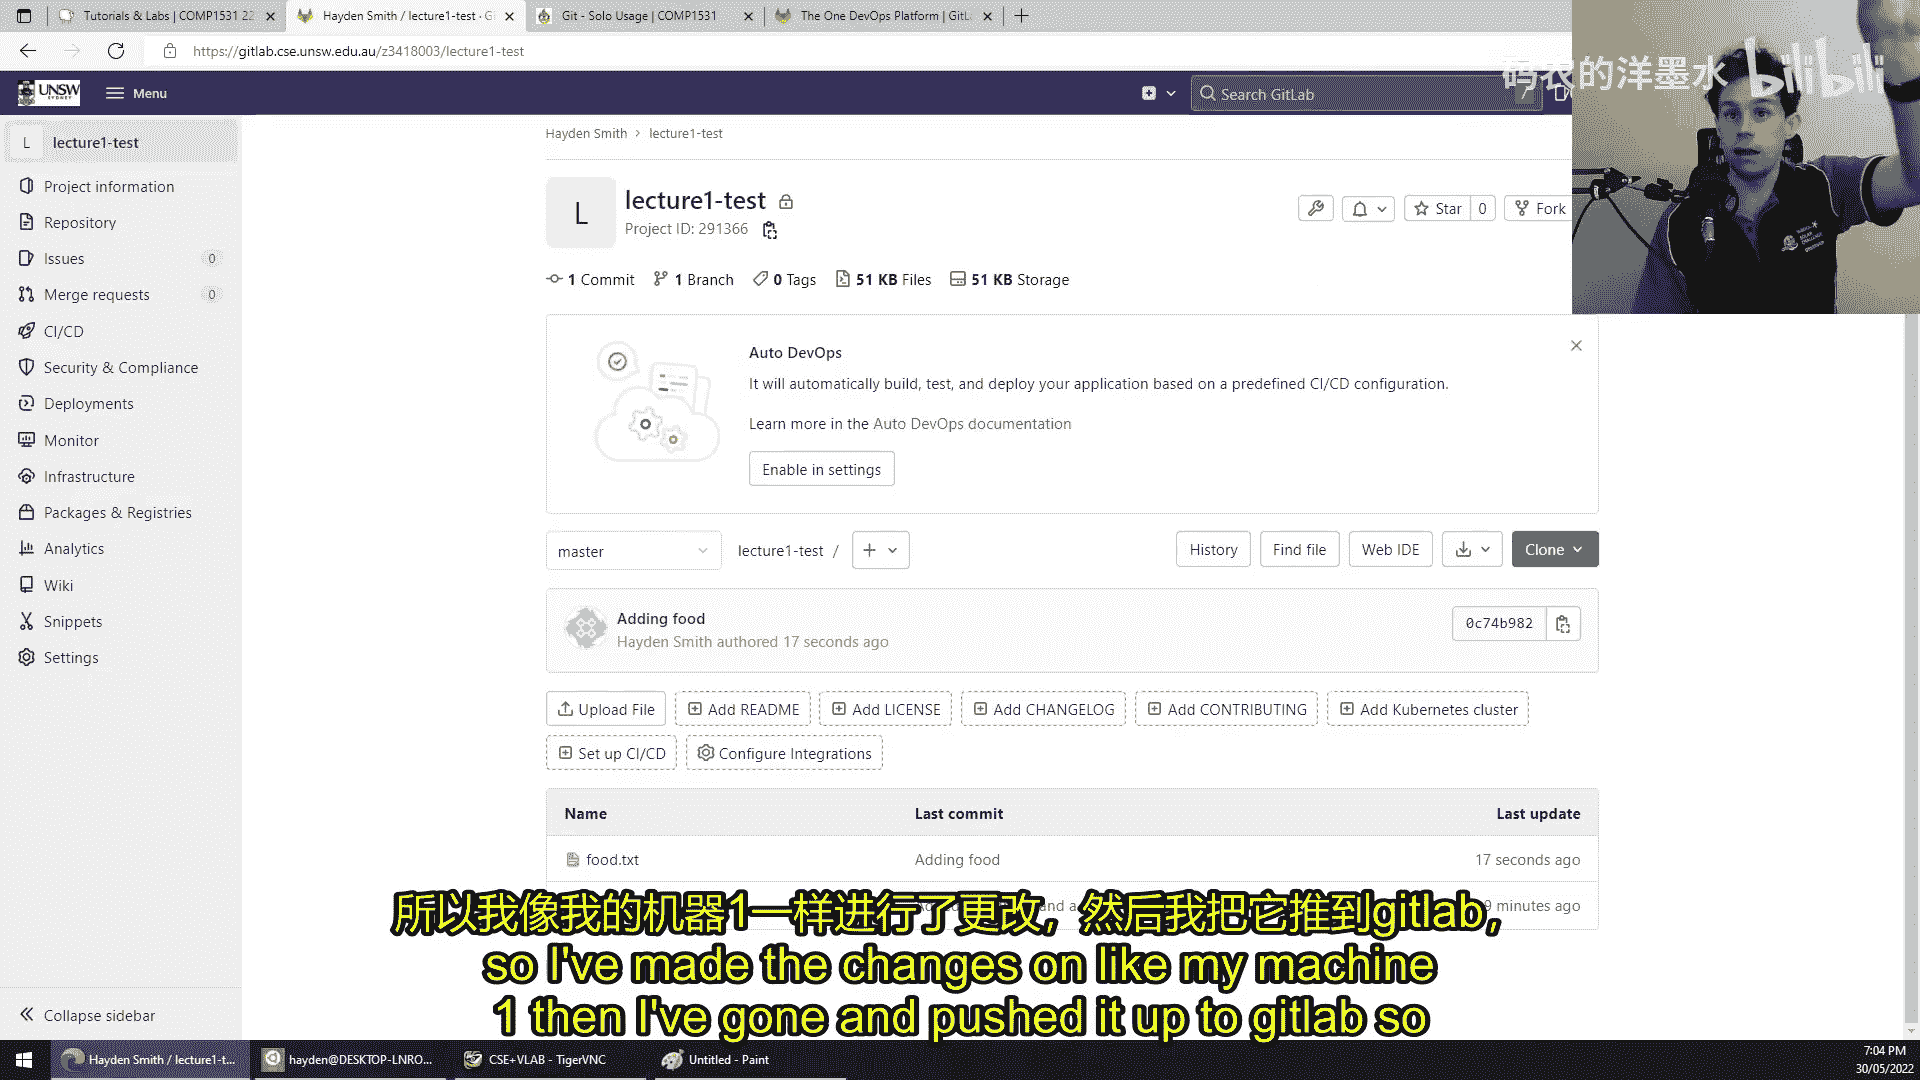 Tutorials & Labs | COMP1531 22
Hayden Smith / lecture1-test · G
Git - Solo Usage | COMP1531
The One DevOps Platform | GitL
https://gitlab.cse.unsw.edu.au/z3418003/lecture1-test
UNSW
SYDNEY
Menu
Search GitLab
/
码农的洋墨水 bilibili
L lecture1-test
Project information
Repository
Issues 0
Merge requests 0
CI/CD
Security & Compliance
Deployments
Monitor
Infrastructure
Packages & Registries
Analytics
Wiki
Snippets
Settings
Collapse sidebar
Hayden Smith > lecture1-test
L
lecture1-test
Project ID: 291366
Star 0
Fork
1 Commit 1 Branch 0 Tags 51 KB Files 51 KB Storage
Auto DevOps
It will automatically build, test, and deploy your application based on a predefined CI/CD configuration.
Learn more in the Auto DevOps documentation
Enable in settings
master lecture1-test / +
History Find file Web IDE Clone
Adding food
Hayden Smith authored 17 seconds ago
0c74b982
Upload File Add README Add LICENSE Add CHANGELOG Add CONTRIBUTING Add Kubernetes cluster
Set up CI/CD Configure Integrations
Name Last commit Last update
food.txt Adding food 17 seconds ago
and a 9 minutes ago
所以我像我的机器1一样进行了更改，然后我把它推到gitlab，
so I've made the changes on like my machine
1 then I've gone and pushed it up to gitlab so
Hayden Smith / lecture1-t...
hayden@DESKTOP-LNRO...
CSE+VLAB - TigerVNC
Untitled - Paint
7:04 PM
30/05/2022